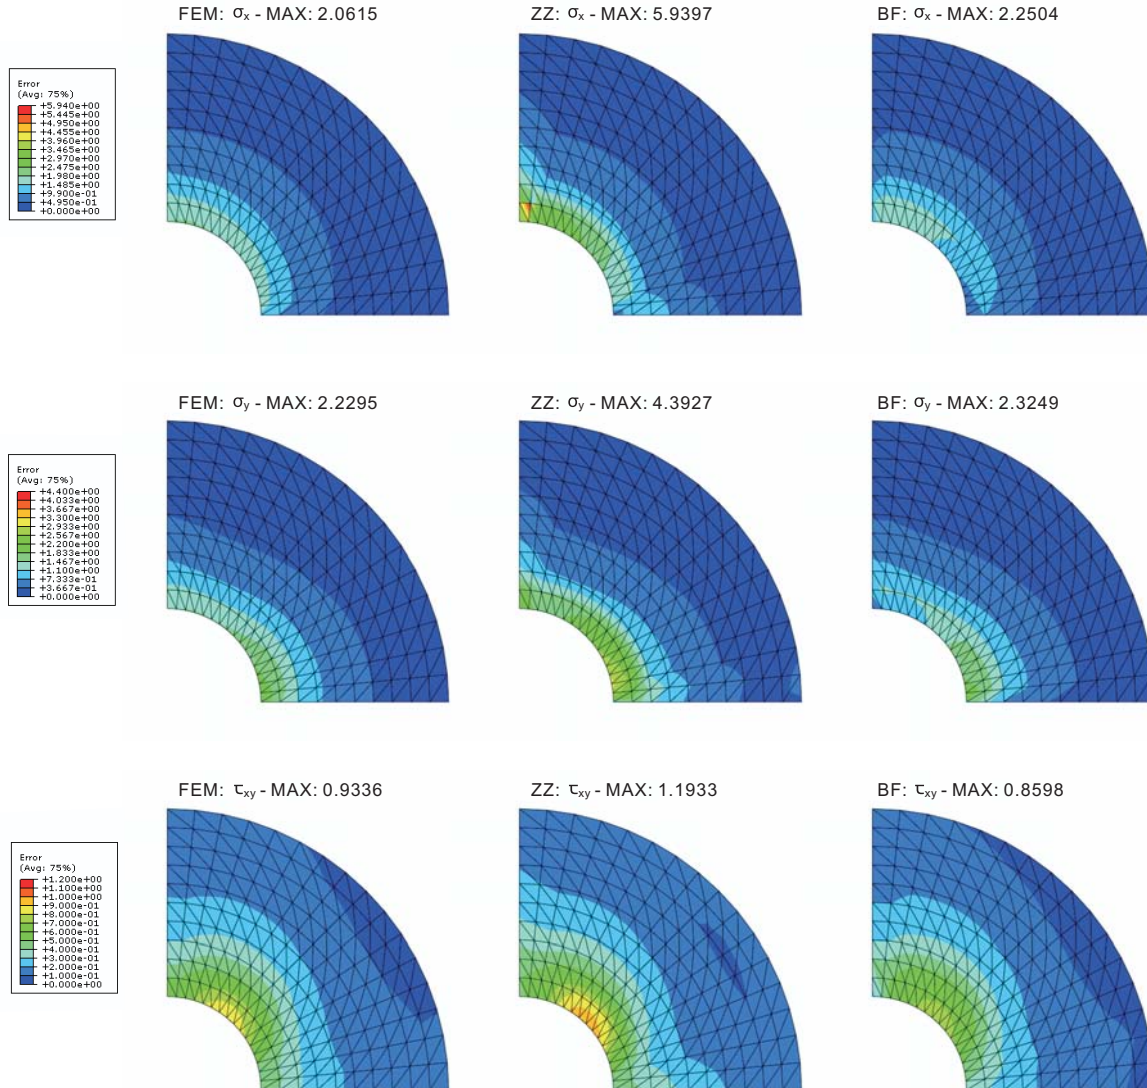 FEM: σx - MAX: 2.0615
ZZ: σx - MAX: 5.9397
BF: σx - MAX: 2.2504
Error
(Avg: 75%)
+5.940e+00
+5.445e+00
+4.950e+00
+4.455e+00
+3.960e+00
+3.465e+00
+2.970e+00
+2.475e+00
+1.980e+00
+1.485e+00
+9.900e-01
+4.950e-01
+0.000e+00
FEM: σy - MAX: 2.2295
ZZ: σy - MAX: 4.3927
BF: σy - MAX: 2.3249
Error
(Avg: 75%)
+4.400e+00
+4.033e+00
+3.667e+00
+3.300e+00
+2.933e+00
+2.567e+00
+2.200e+00
+1.833e+00
+1.467e+00
+1.100e+00
+7.333e-01
+3.667e-01
+0.000e+00
FEM: τxy - MAX: 0.9336
ZZ: τxy - MAX: 1.1933
BF: τxy - MAX: 0.8598
Error
(Avg: 75%)
+1.200e+00
+1.100e+00
+1.000e+00
+9.000e-01
+8.000e-01
+7.000e-01
+6.000e-01
+5.000e-01
+4.000e-01
+3.000e-01
+2.000e-01
+1.000e-01
+0.000e+00